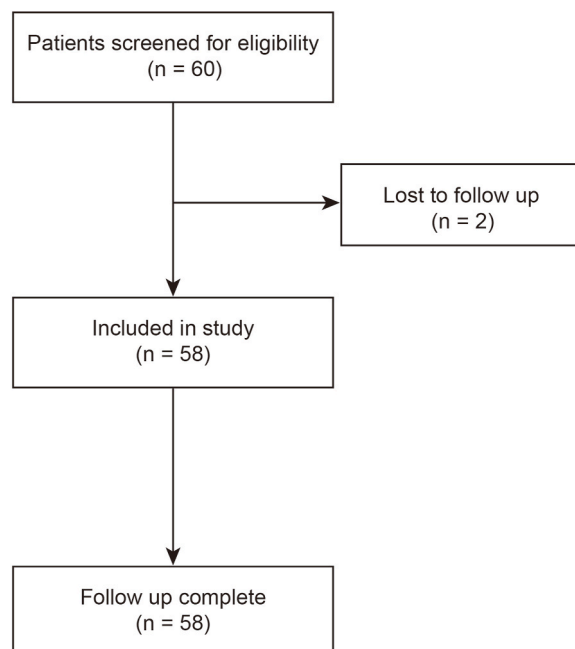 Patients screened for eligibility
(n = 60)
Lost to follow up
(n = 2)
Included in study
(n = 58)
Follow up complete
(n = 58)